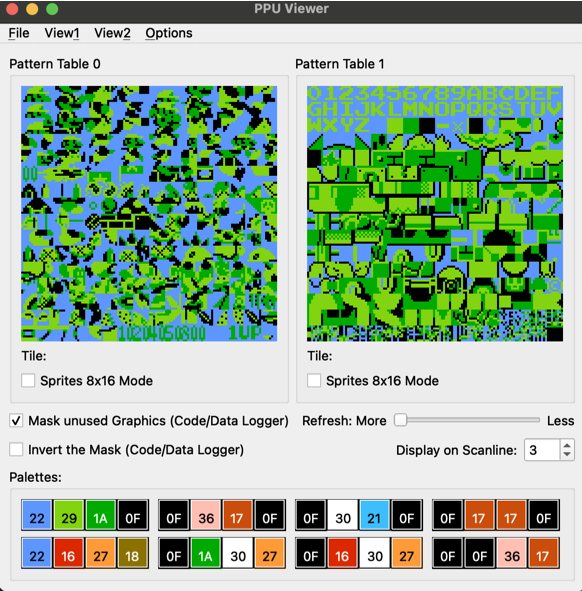 PPU Viewer
File View1 View2 Options
Pattern Table 0 Pattern Table 1
0123456789ABCDEF
GHIJKLMNOPQRSTUV
WXYZ
00
10204050800 1UP
Tile: Tile:
Sprites 8x16 Mode Sprites 8x16 Mode
Mask unused Graphics (Code/Data Logger) Refresh: More Less
Invert the Mask (Code/Data Logger) Display on Scanline: 3
Palettes:
22 29 1A 0F 0F 36 17 0F 0F 30 21 0F 0F 17 17 0F
22 16 27 18 0F 1A 30 27 0F 16 30 27 0F 0F 36 17